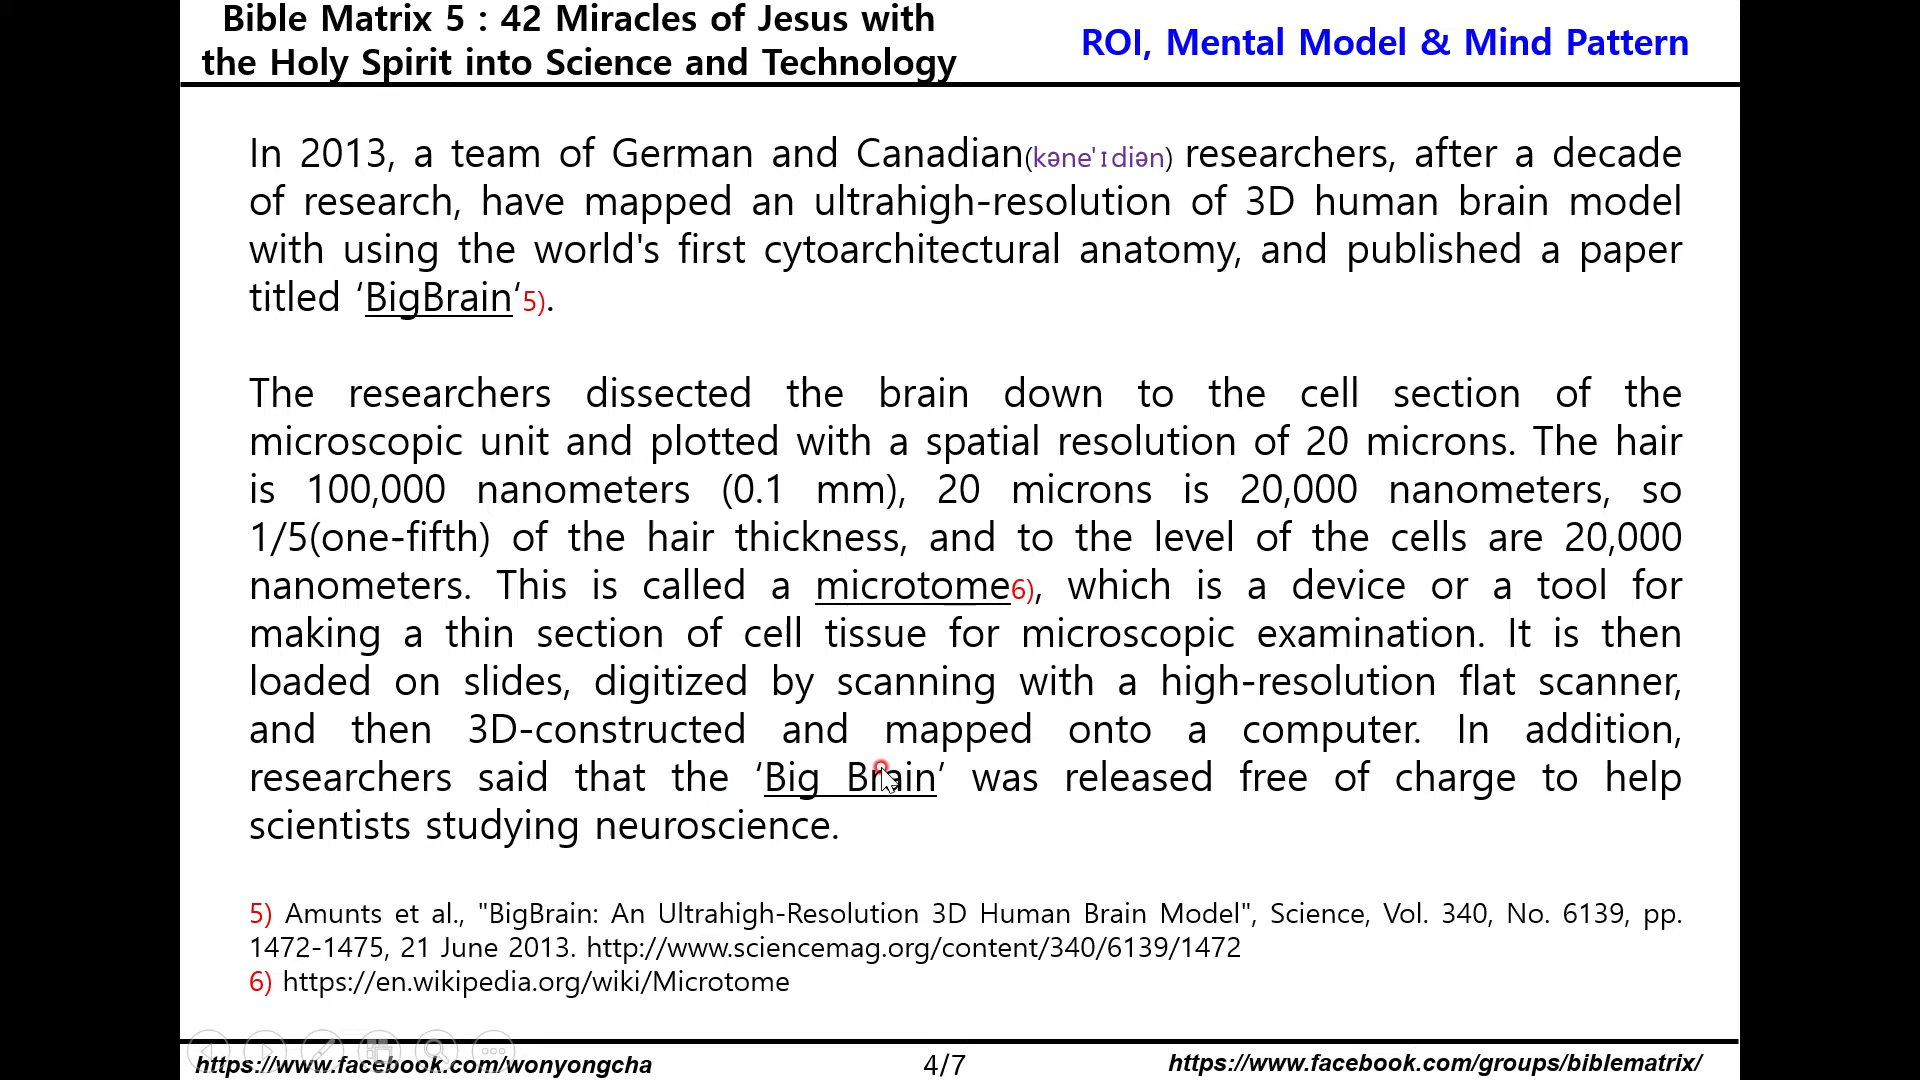 Bible Matrix 5 : 42 Miracles of Jesus with
the Holy Spirit into Science and Technology
ROI, Mental Model & Mind Pattern
In 2013, a team of German and Canadian(kəne'ɪdiən) researchers, after a decade
of research, have mapped an ultrahigh-resolution of 3D human brain model
with using the world's first cytoarchitectural anatomy, and published a paper
titled ‘BigBrain‘5).
The researchers dissected the brain down to the cell section of the
microscopic unit and plotted with a spatial resolution of 20 microns. The hair
is 100,000 nanometers (0.1 mm), 20 microns is 20,000 nanometers, so
1/5(one-fifth) of the hair thickness, and to the level of the cells are 20,000
nanometers. This is called a microtome6), which is a device or a tool for
making a thin section of cell tissue for microscopic examination. It is then
loaded on slides, digitized by scanning with a high-resolution flat scanner,
and then 3D-constructed and mapped onto a computer. In addition,
researchers said that the ‘Big Brain’ was released free of charge to help
scientists studying neuroscience.
5) Amunts et al., "BigBrain: An Ultrahigh-Resolution 3D Human Brain Model", Science, Vol. 340, No. 6139, pp.
1472-1475, 21 June 2013. http://www.sciencemag.org/content/340/6139/1472
6) https://en.wikipedia.org/wiki/Microtome
https://www.facebook.com/wonyongcha
4/7
https://www.facebook.com/groups/biblematrix/